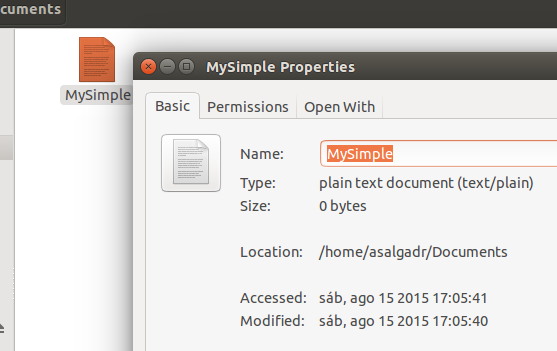 cuments
MySimple
MySimple Properties
Basic Permissions Open With
Name: MySimple
Type: plain text document (text/plain)
Size: 0 bytes
Location: /home/asalgadr/Documents
Accessed: sáb, ago 15 2015 17:05:41
Modified: sáb, ago 15 2015 17:05:40